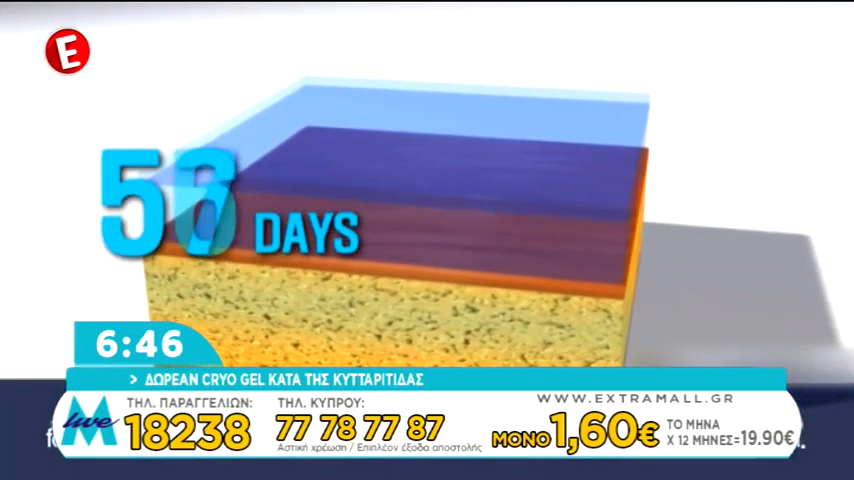 E
DAYS
6:46
> ΔΩΡΕΑΝ CRYO GEL ΚΑΤΑ ΤΗΣ ΚΥΤΤΑΡΙΤΙΔΑΣ
M live
ΤΗΛ. ΠΑΡΑΓΓΕΛΙΩΝ:
18238
ΤΗΛ. ΚΥΠΡΟΥ:
77 78 77 87
Αστική χρέωση / Επιπλέον έξοδα αποστολής
WWW.EXTRAMALL.GR
ΜΟΝΟ 1,60€
ΤΟ ΜΗΝΑ
Χ 12 ΜΗΝΕΣ=19.90€